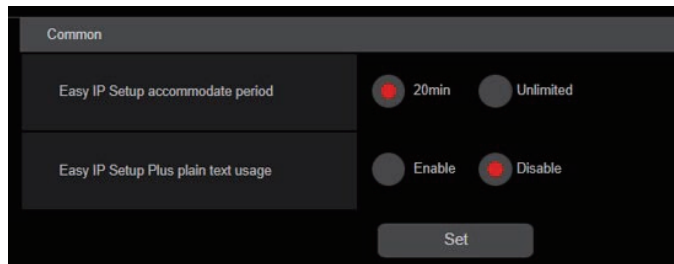 Common
Easy IP Setup accommodate period 20min Unlimited
Easy IP Setup Plus plain text usage Enable Disable
Set